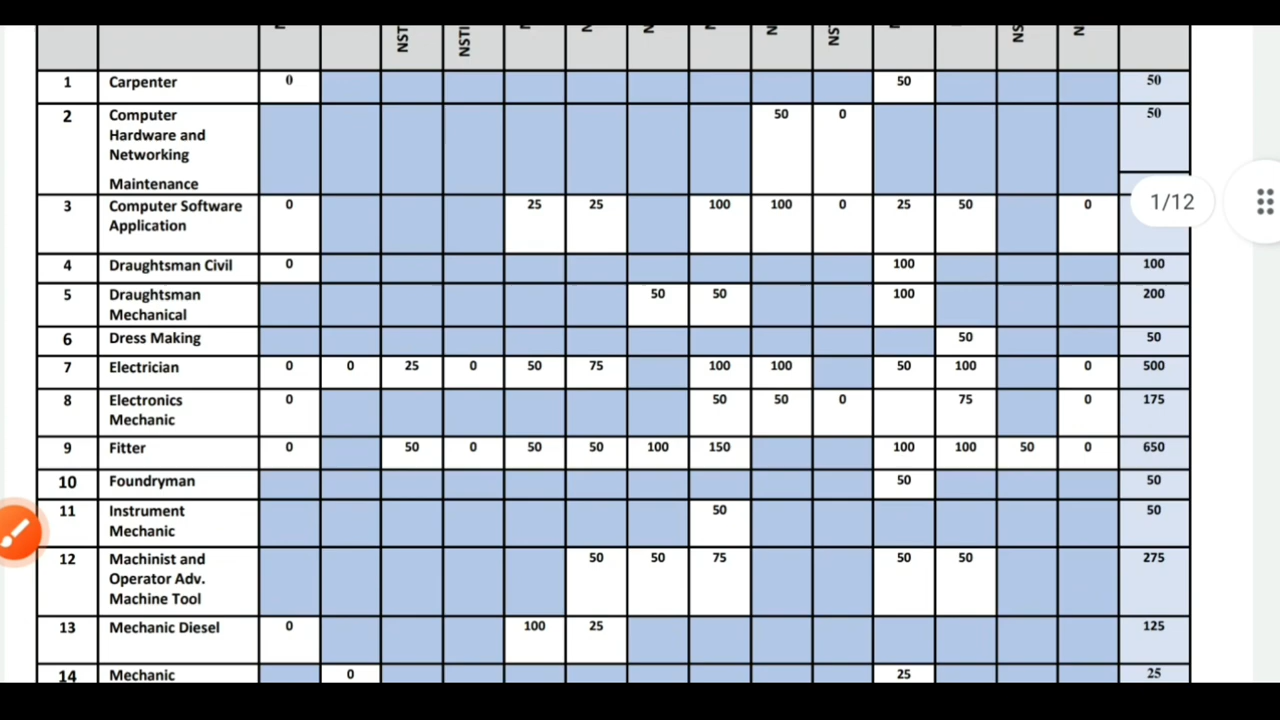 NST NSTI NST NS
1 Carpenter 0 50 50
2 Computer 50 0 50
Hardware and
Networking
Maintenance
1/12
3 Computer Software 0 25 25 100 100 0 25 50 0
Application
4 Draughtsman Civil 0 100 100
5 Draughtsman 50 50 100 200
Mechanical
6 Dress Making 50 50
7 Electrician 0 0 25 0 50 75 100 100 50 100 0 500
8 Electronics 0 50 50 0 75 0 175
Mechanic
9 Fitter 0 50 0 50 50 100 150 100 100 50 0 650
10 Foundryman 50 50
11 Instrument 50 50
Mechanic
12 Machinist and 50 50 75 50 50 275
Operator Adv.
Machine Tool
13 Mechanic Diesel 0 100 25 125
14 Mechanic 0 25 25